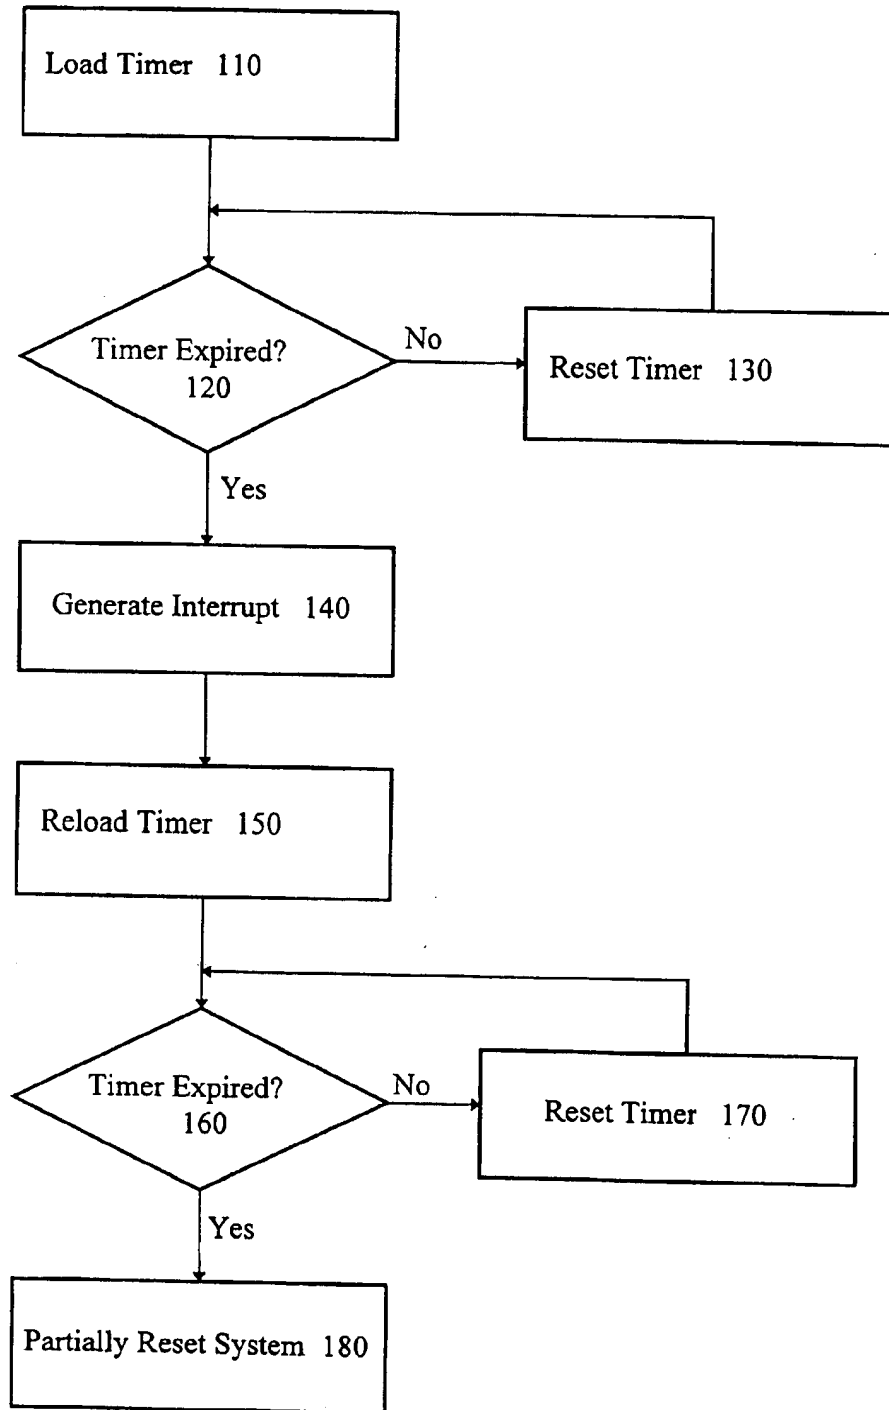 Load Timer 110
Timer Expired?
120
No
Reset Timer 130
Yes
Generate Interrupt 140
Reload Timer 150
Timer Expired?
160
No
Reset Timer 170
Yes
Partially Reset System 180